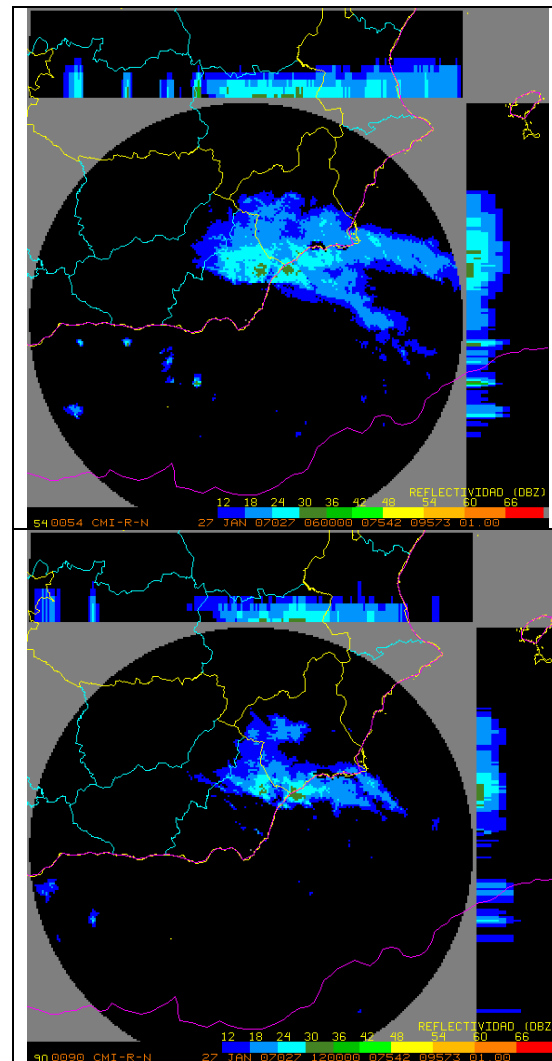 REFLECTIVIDAD (DBZ)
12 18 24 30 36 42 48 54 60 66
54 0054 CMI-R-N 27 JAN 07027 060000 07542 09573 01.00
REFLECTIVIDAD (DBZ)
12 18 24 30 36 42 48 54 60 66
90 0090 CMI-R-N 27 JAN 07027 120000 07542 09573 01.00